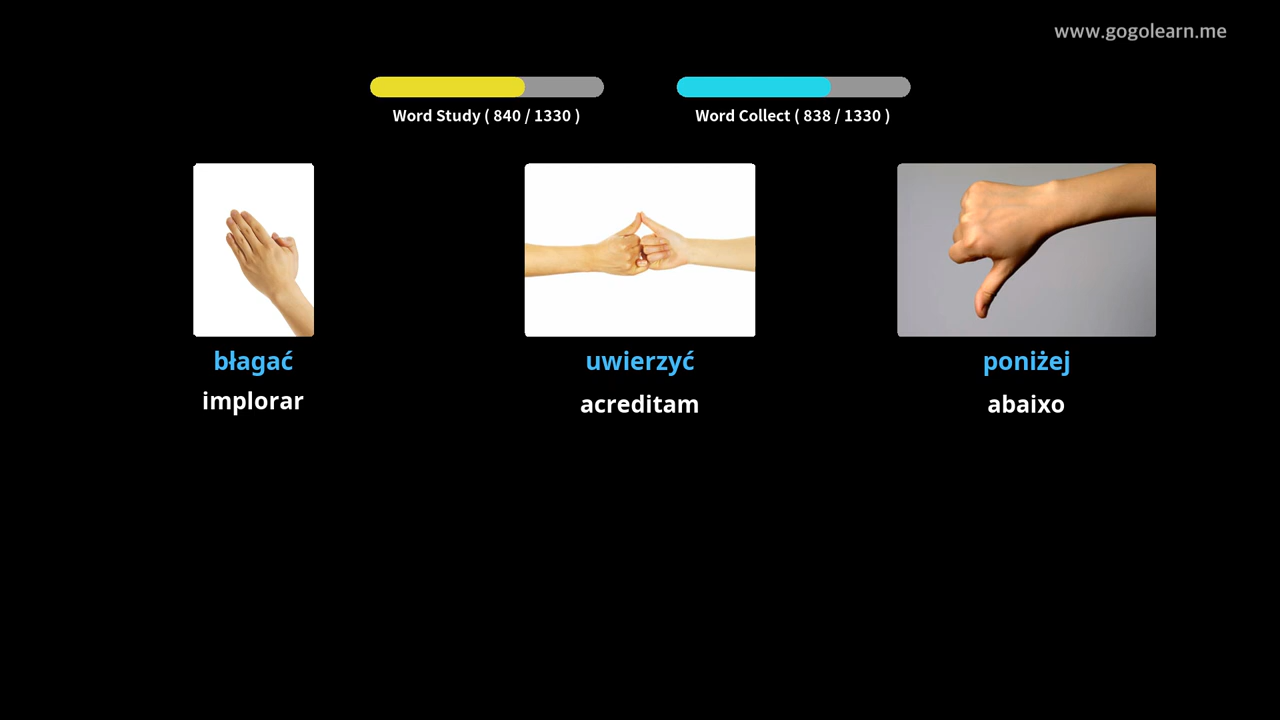 www.gogolearn.me
Word Study ( 840 / 1330 )
Word Collect ( 838 / 1330 )
błagać
uwierzyć
poniżej
implorar
acreditam
abaixo